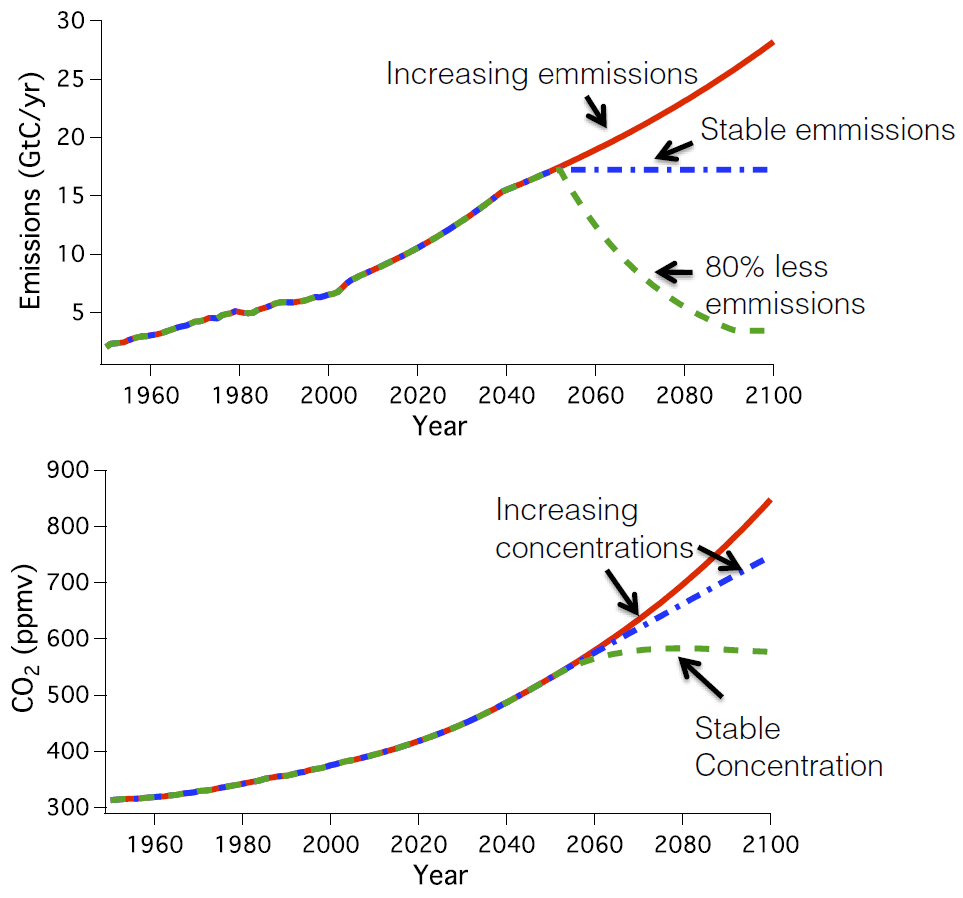 30
25
20
15
10
5
Emissions (GtC/yr)
Increasing emmissions
Stable emmissions
80% less
emmissions
1960 1980 2000 2020 2040 2060 2080 2100
Year
900
800
700
600
500
400
300
CO2 (ppmv)
Increasing
concentrations
Stable
Concentration
1960 1980 2000 2020 2040 2060 2080 2100
Year